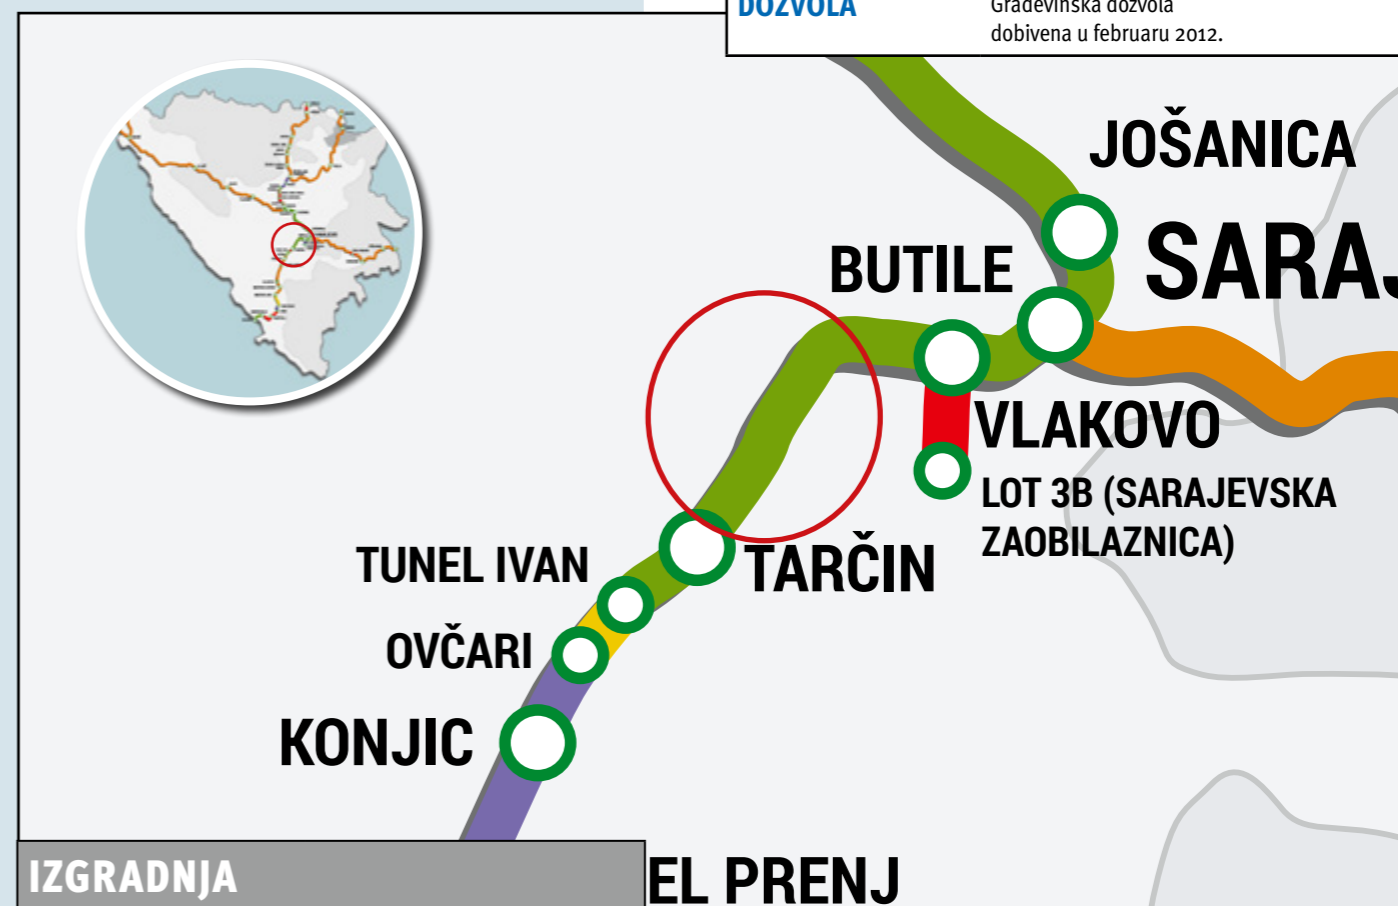 DOZVOLA
Građevinska dozvola
dobivena u februaru 2012.
JOŠANICA
SARAJ
BUTILE
VLAKOVO
LOT 3B (SARAJEVSKA
ZAOBILAZNICA)
TARČIN
TUNEL IVAN
OVČARI
KONJIC
EL PRENJ
IZGRADNJA